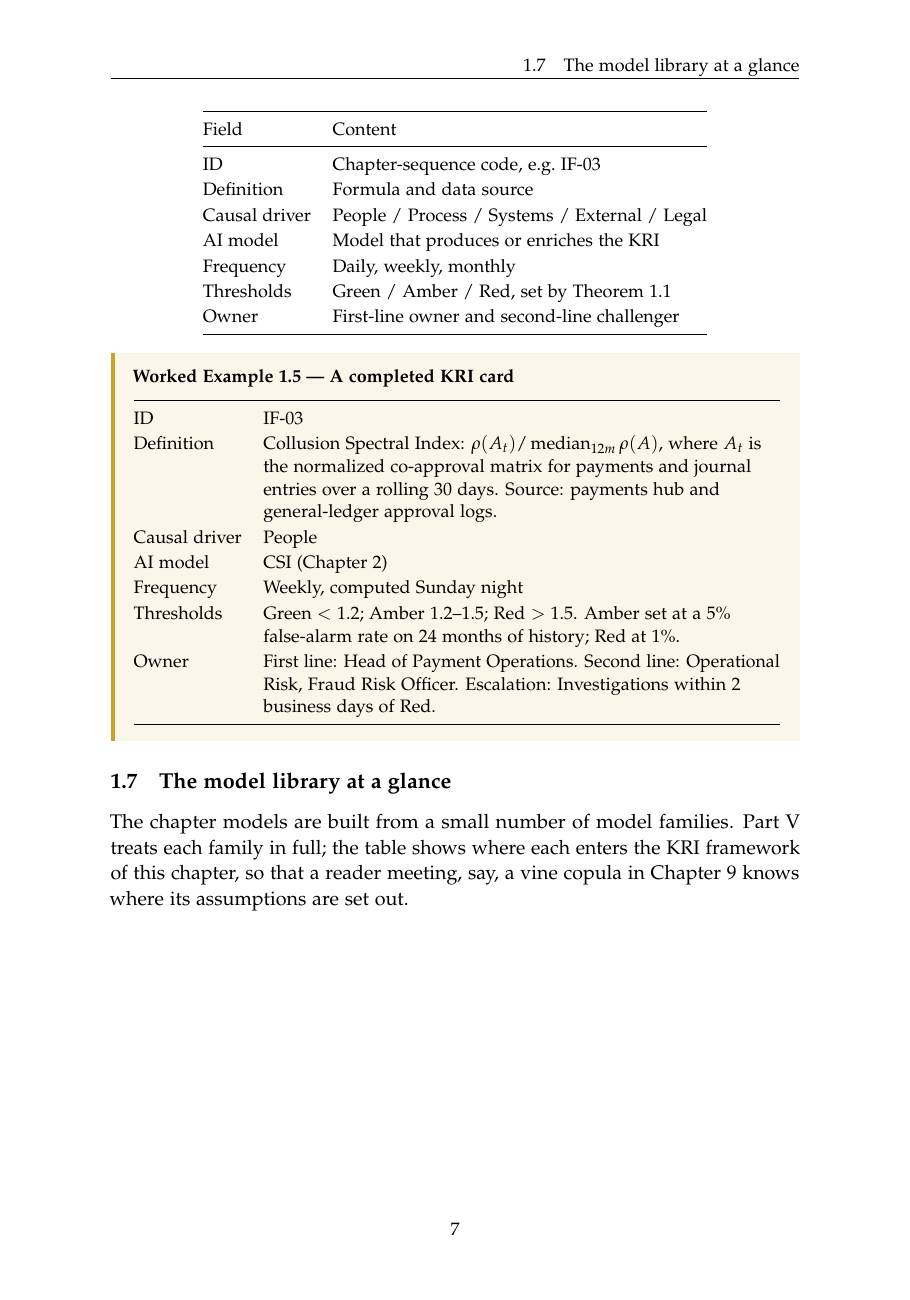 1.7 The model library at a glance
Field Content
ID Chapter-sequence code, e.g. IF-03
Definition Formula and data source
Causal driver People / Process / Systems / External / Legal
AI model Model that produces or enriches the KRI
Frequency Daily, weekly, monthly
Thresholds Green / Amber / Red, set by Theorem 1.1
Owner First-line owner and second-line challenger
Worked Example 1.5 — A completed KRI card
ID IF-03
Definition Collusion Spectral Index: ρ(Aₜ)/median₁₂ₘ ρ(A), where Aₜ is
the normalized co-approval matrix for payments and journal
entries over a rolling 30 days. Source: payments hub and
general-ledger approval logs.
Causal driver People
AI model CSI (Chapter 2)
Frequency Weekly, computed Sunday night
Thresholds Green < 1.2; Amber 1.2–1.5; Red > 1.5. Amber set at a 5%
false-alarm rate on 24 months of history; Red at 1%.
Owner First line: Head of Payment Operations. Second line: Operational
Risk, Fraud Risk Officer. Escalation: Investigations within 2
business days of Red.
1.7 The model library at a glance
The chapter models are built from a small number of model families. Part V
treats each family in full; the table shows where each enters the KRI framework
of this chapter, so that a reader meeting, say, a vine copula in Chapter 9 knows
where its assumptions are set out.
7